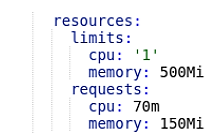 resources:
  limits:
    cpu: '1'
    memory: 500Mi
  requests:
    cpu: 70m
    memory: 150Mi